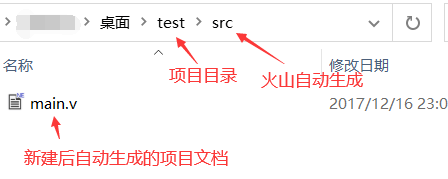 桌面 test src
项目目录
火山自动生成
名称 修改日期
main.v 2017/12/16 23:0
新建后自动生成的项目文档